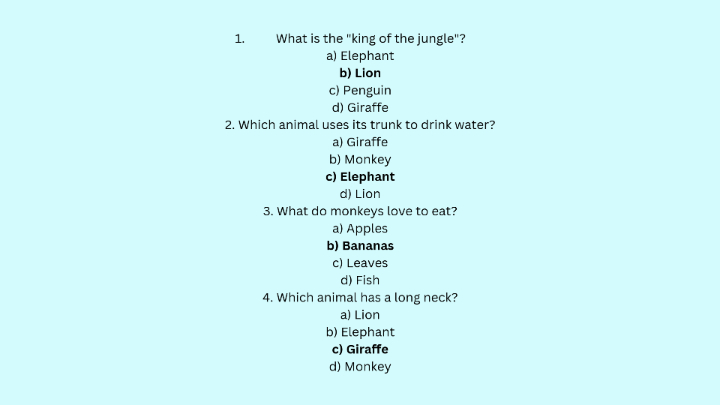 1. What is the "king of the jungle"?
a) Elephant
b) Lion
c) Penguin
d) Giraffe
2. Which animal uses its trunk to drink water?
a) Giraffe
b) Monkey
c) Elephant
d) Lion
3. What do monkeys love to eat?
a) Apples
b) Bananas
c) Leaves
d) Fish
4. Which animal has a long neck?
a) Lion
b) Elephant
c) Giraffe
d) Monkey